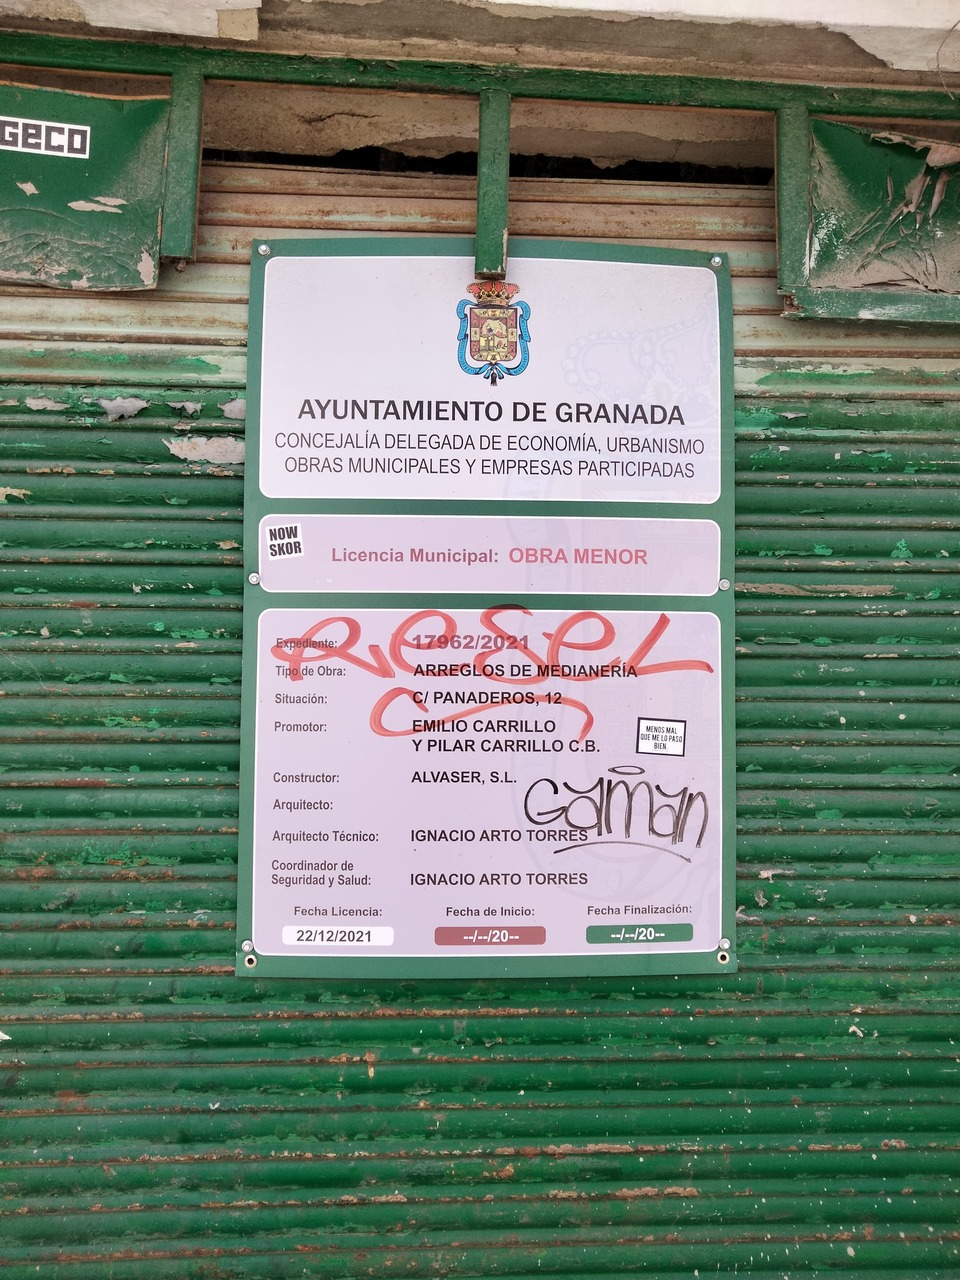 GECO
AYUNTAMIENTO DE GRANADA
CONCEJALÍA DELEGADA DE ECONOMÍA, URBANISMO
OBRAS MUNICIPALES Y EMPRESAS PARTICIPADAS
NOW
SKOR
Licencia Municipal: OBRA MENOR
RESEL
Expediente: 17962/2021
Tipo de Obra: ARREGLOS DE MEDIANERÍA
Situación: C/ PANADEROS, 12
Promotor: EMILIO CARRILLO
Y PILAR CARRILLO C.B.
MENOS MAL
QUE ME LO PASO
BIEN.
Constructor: ALVASER, S.L.
Arquitecto:
GAMAN
Arquitecto Técnico: IGNACIO ARTO TORRES
Coordinador de
Seguridad y Salud: IGNACIO ARTO TORRES
Fecha Licencia: Fecha de Inicio: Fecha Finalización:
22/12/2021 --/--/20-- --/--/20--